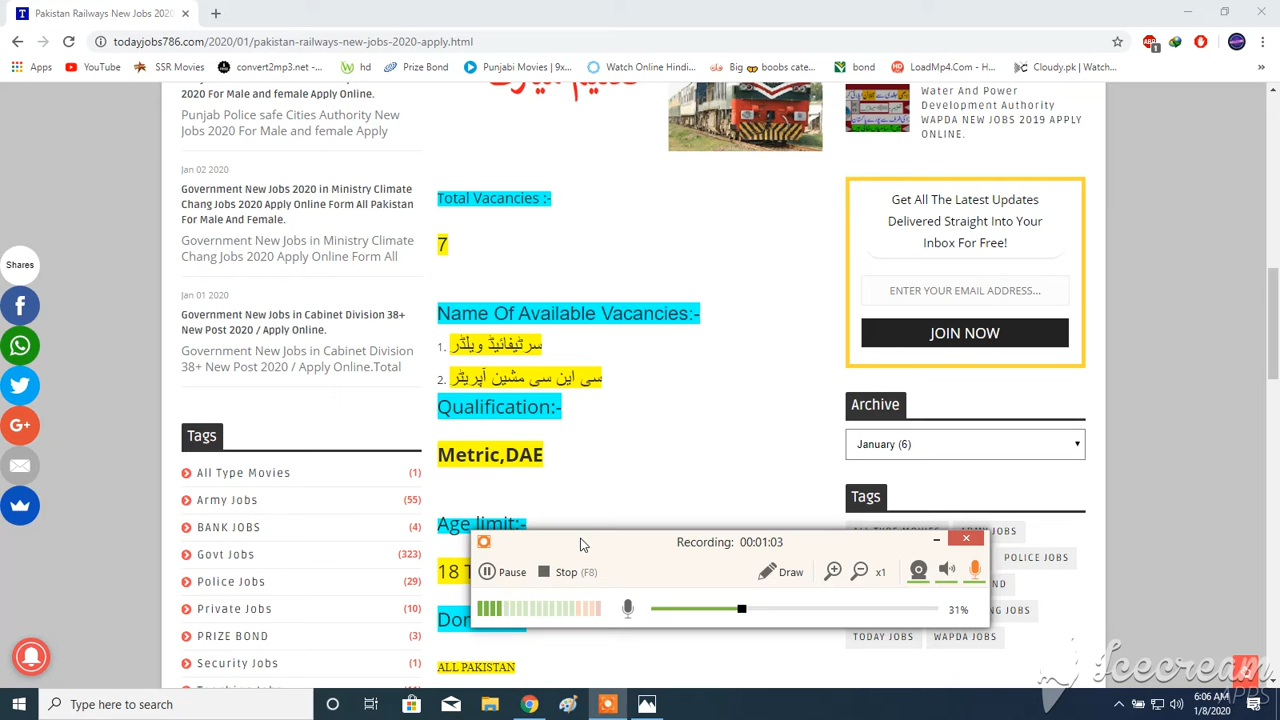 Pakistan Railways New Jobs 2020
todayjobs786.com/2020/01/pakistan-railways-new-jobs-2020-apply.html
Apps
YouTube
SSR Movies
convert2mp3.net -...
hd
Prize Bond
Punjabi Movies | 9x...
Watch Online Hindi...
Big boobs cate...
bond
LoadMp4.Com - H...
Cloudy.pk | Watch...
2020 For Male and female Apply Online.
Punjab Police safe Cities Authority New
Jobs 2020 For Male and female Apply
Jan 02 2020
Government New Jobs 2020 in Ministry Climate
Chang Jobs 2020 Apply Online Form All Pakistan
For Male And Female.
Government New Jobs in Ministry Climate
Chang Jobs 2020 Apply Online Form All
Jan 01 2020
Government New Jobs in Cabinet Division 38+
New Post 2020 / Apply Online.
Government New Jobs in Cabinet Division
38+ New Post 2020 / Apply Online.Total
Tags
All Type Movies (1)
Army Jobs (55)
BANK JOBS (4)
Govt Jobs (323)
Police Jobs (29)
Private Jobs (10)
PRIZE BOND (3)
Security Jobs (1)
Shares
Total Vacancies :-
7
Name Of Available Vacancies:-
1. سرٹیفائیڈ ویلڈر
2. سی این سی مشین آپریٹر
Qualification:-
Metric,DAE
Age limit:-
18 T
Dor
ALL PAKISTAN
Recording: 00:01:03
Pause
Stop (F8)
Draw
x1
31%
Water And Power
Development Authority
WAPDA NEW JOBS 2019 APPLY
ONLINE.
Get All The Latest Updates
Delivered Straight Into Your
Inbox For Free!
ENTER YOUR EMAIL ADDRESS...
JOIN NOW
Archive
January (6)
Tags
POLICE JOBS
TODAY JOBS
WAPDA JOBS
Icecream
APPS
Type here to search
6:06 AM
1/8/2020